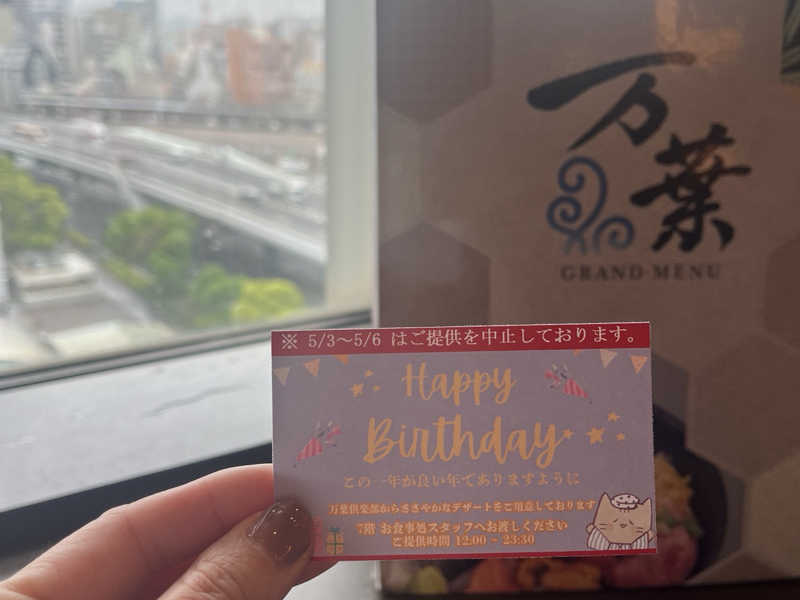 万葉
GRAND MENU
※ 5/3～5/6 はご提供を中止しております。
Happy
Birthday
この一年が良い年でありますように
万葉倶楽部からささやかなデザートをご用意しております
7階 お食事処スタッフへお渡しください
ご提供時間 12:00 ~ 23:30